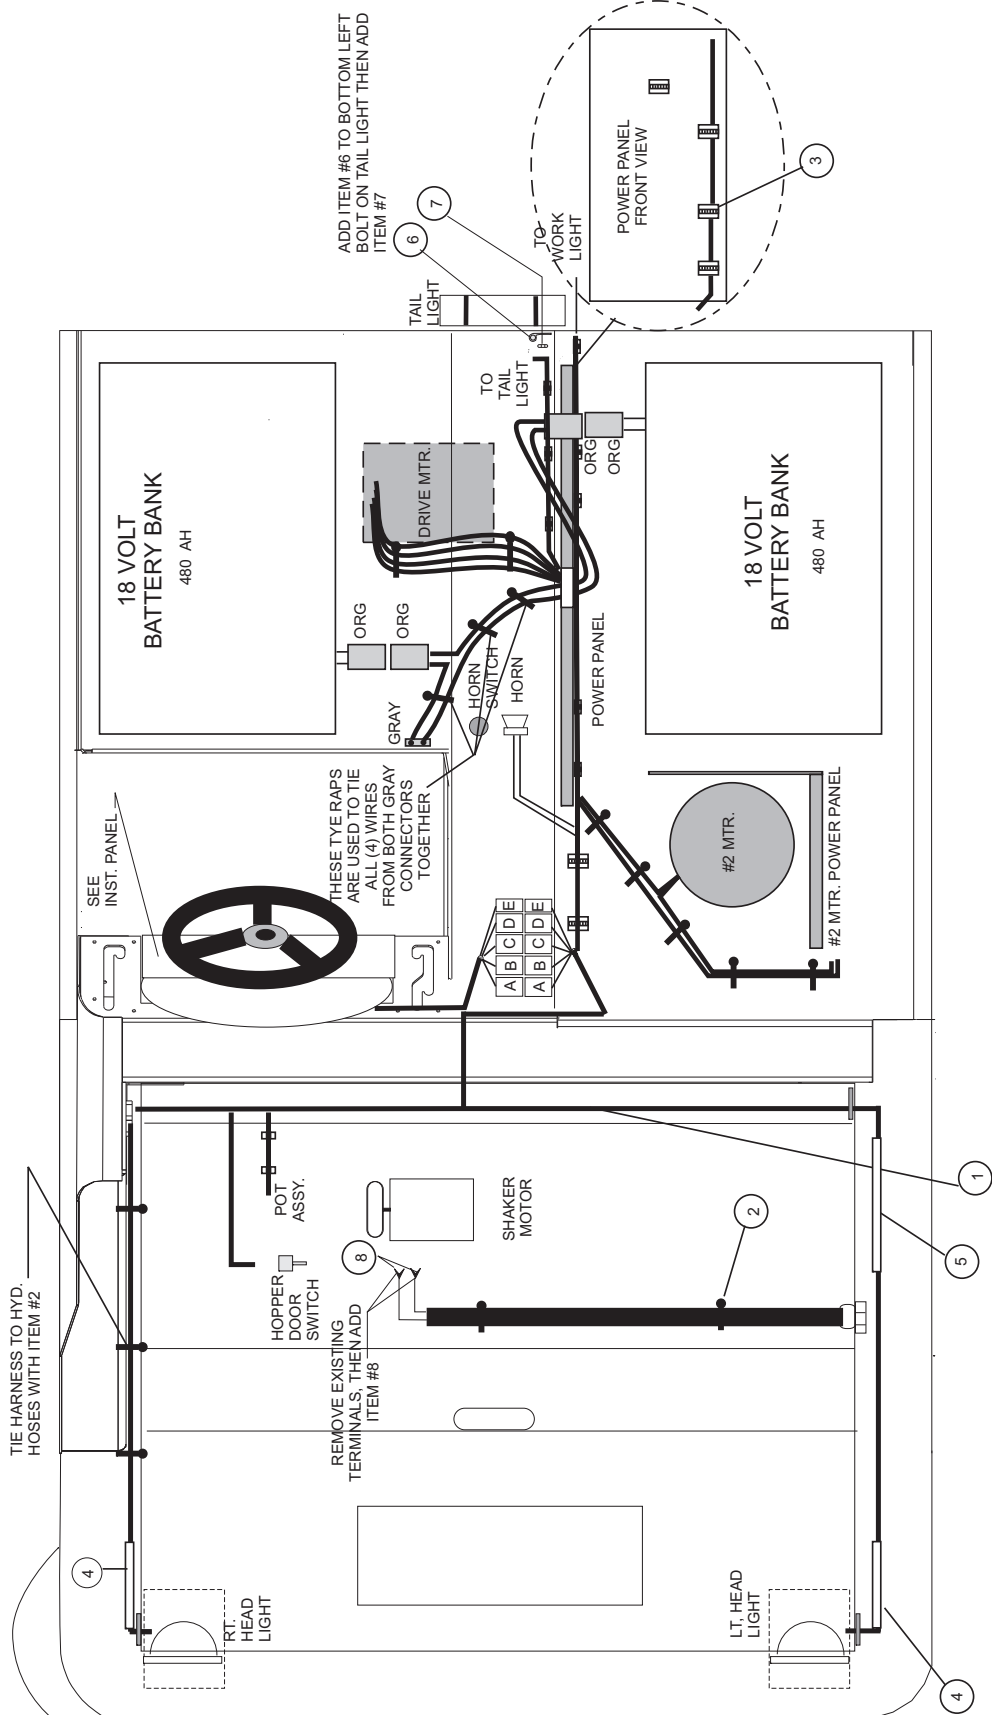 TIE HARNESS TO HYD.
HOSES WITH ITEM #2
SEE
INST. PANEL
18 VOLT
BATTERY BANK
480 AH
ADD ITEM #6 TO BOTTOM LEFT
BOLT ON TAIL LIGHT THEN ADD
ITEM #7
4
RT.
HEAD
LIGHT
HOPPER
DOOR
SWITCH
POT
ASSY.
THESE TYE RAPS
ARE USED TO TIE
ALL (4) WIRES
FROM BOTH GRAY
CONNECTORS
TOGETHER
GRAY
ORG
ORG
DRIVE MTR.
TAIL
LIGHT
6
7
REMOVE EXISTING
TERMINALS, THEN ADD
ITEM #8
8
SHAKER
MOTOR
A B C D E
A B C D E
HORN
SWITCH
HORN
TO
TAIL
LIGHT
TO
WORK
LIGHT
ORG
ORG
POWER PANEL
POWER PANEL
FRONT VIEW
3
2
#2 MTR.
#2 MTR. POWER PANEL
18 VOLT
BATTERY BANK
480 AH
LT, HEAD
LIGHT
4
5
1